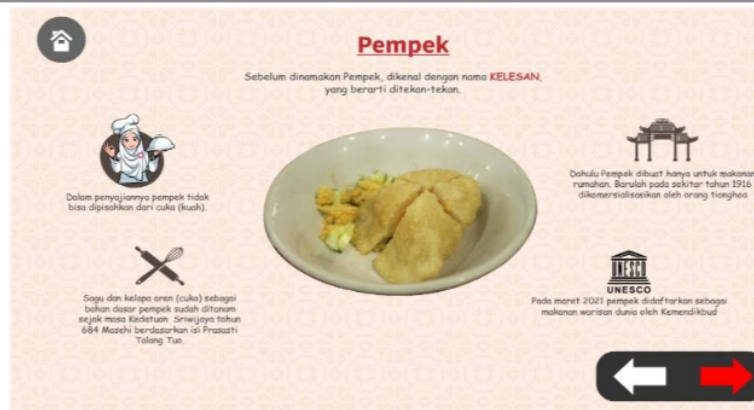 Pempek
Sebelum dinamakan Pempek, dikenal dengan nama KELESAN,
yang berarti ditekan-tekan.
Dalam penyajiannya pempek tidak
bisa dipisahkan dari cuka (kuah).
Dahulu Pempek dibuat hanya untuk makanan
rumahan. Barulah pada sekitar tahun 1916
dikomersialisasikan oleh orang tionghoa
Sagu dan kelapa aren (cuka) sebagai
bahan dasar pempek sudah ditanam
sejak masa Kedatuan Sriwijaya tahun
684 Masehi berdasarkan isi Prasasti
Talang Tuo.
UNESCO
UNESCO
Pada maret 2021 pempek didaftarkan sebagai
makanan warisan dunia oleh Kemendikbud